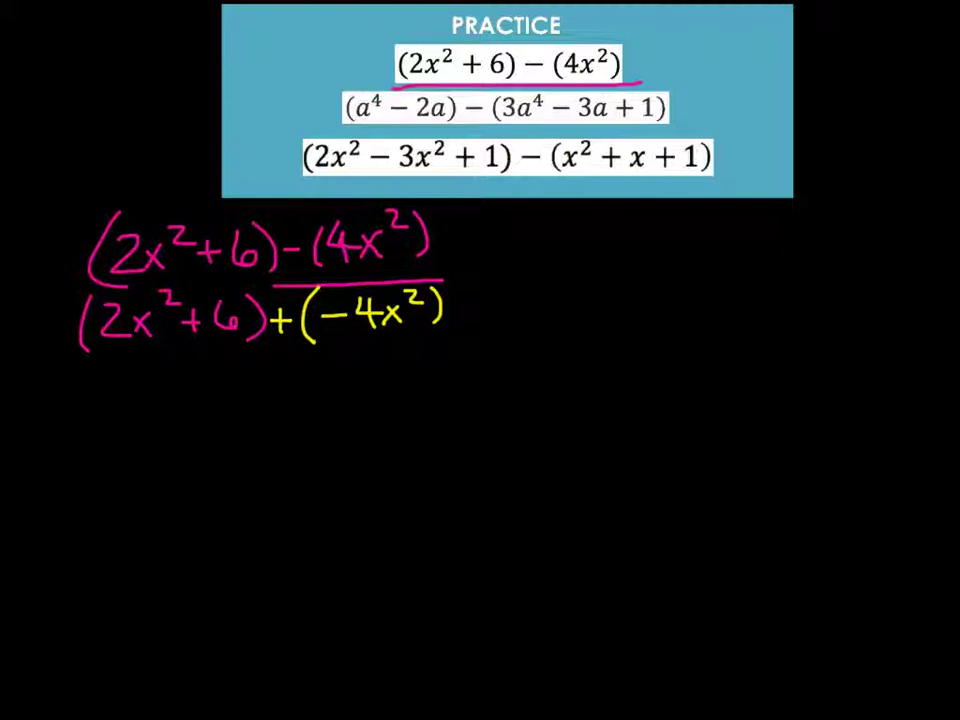 PRACTICE
(2x² + 6) − (4x²)
(a⁴ − 2a) − (3a⁴ − 3a + 1)
(2x² − 3x² + 1) − (x² + x + 1)
(2x²+6)-(4x²)
(2x²+6)+(-4x²)